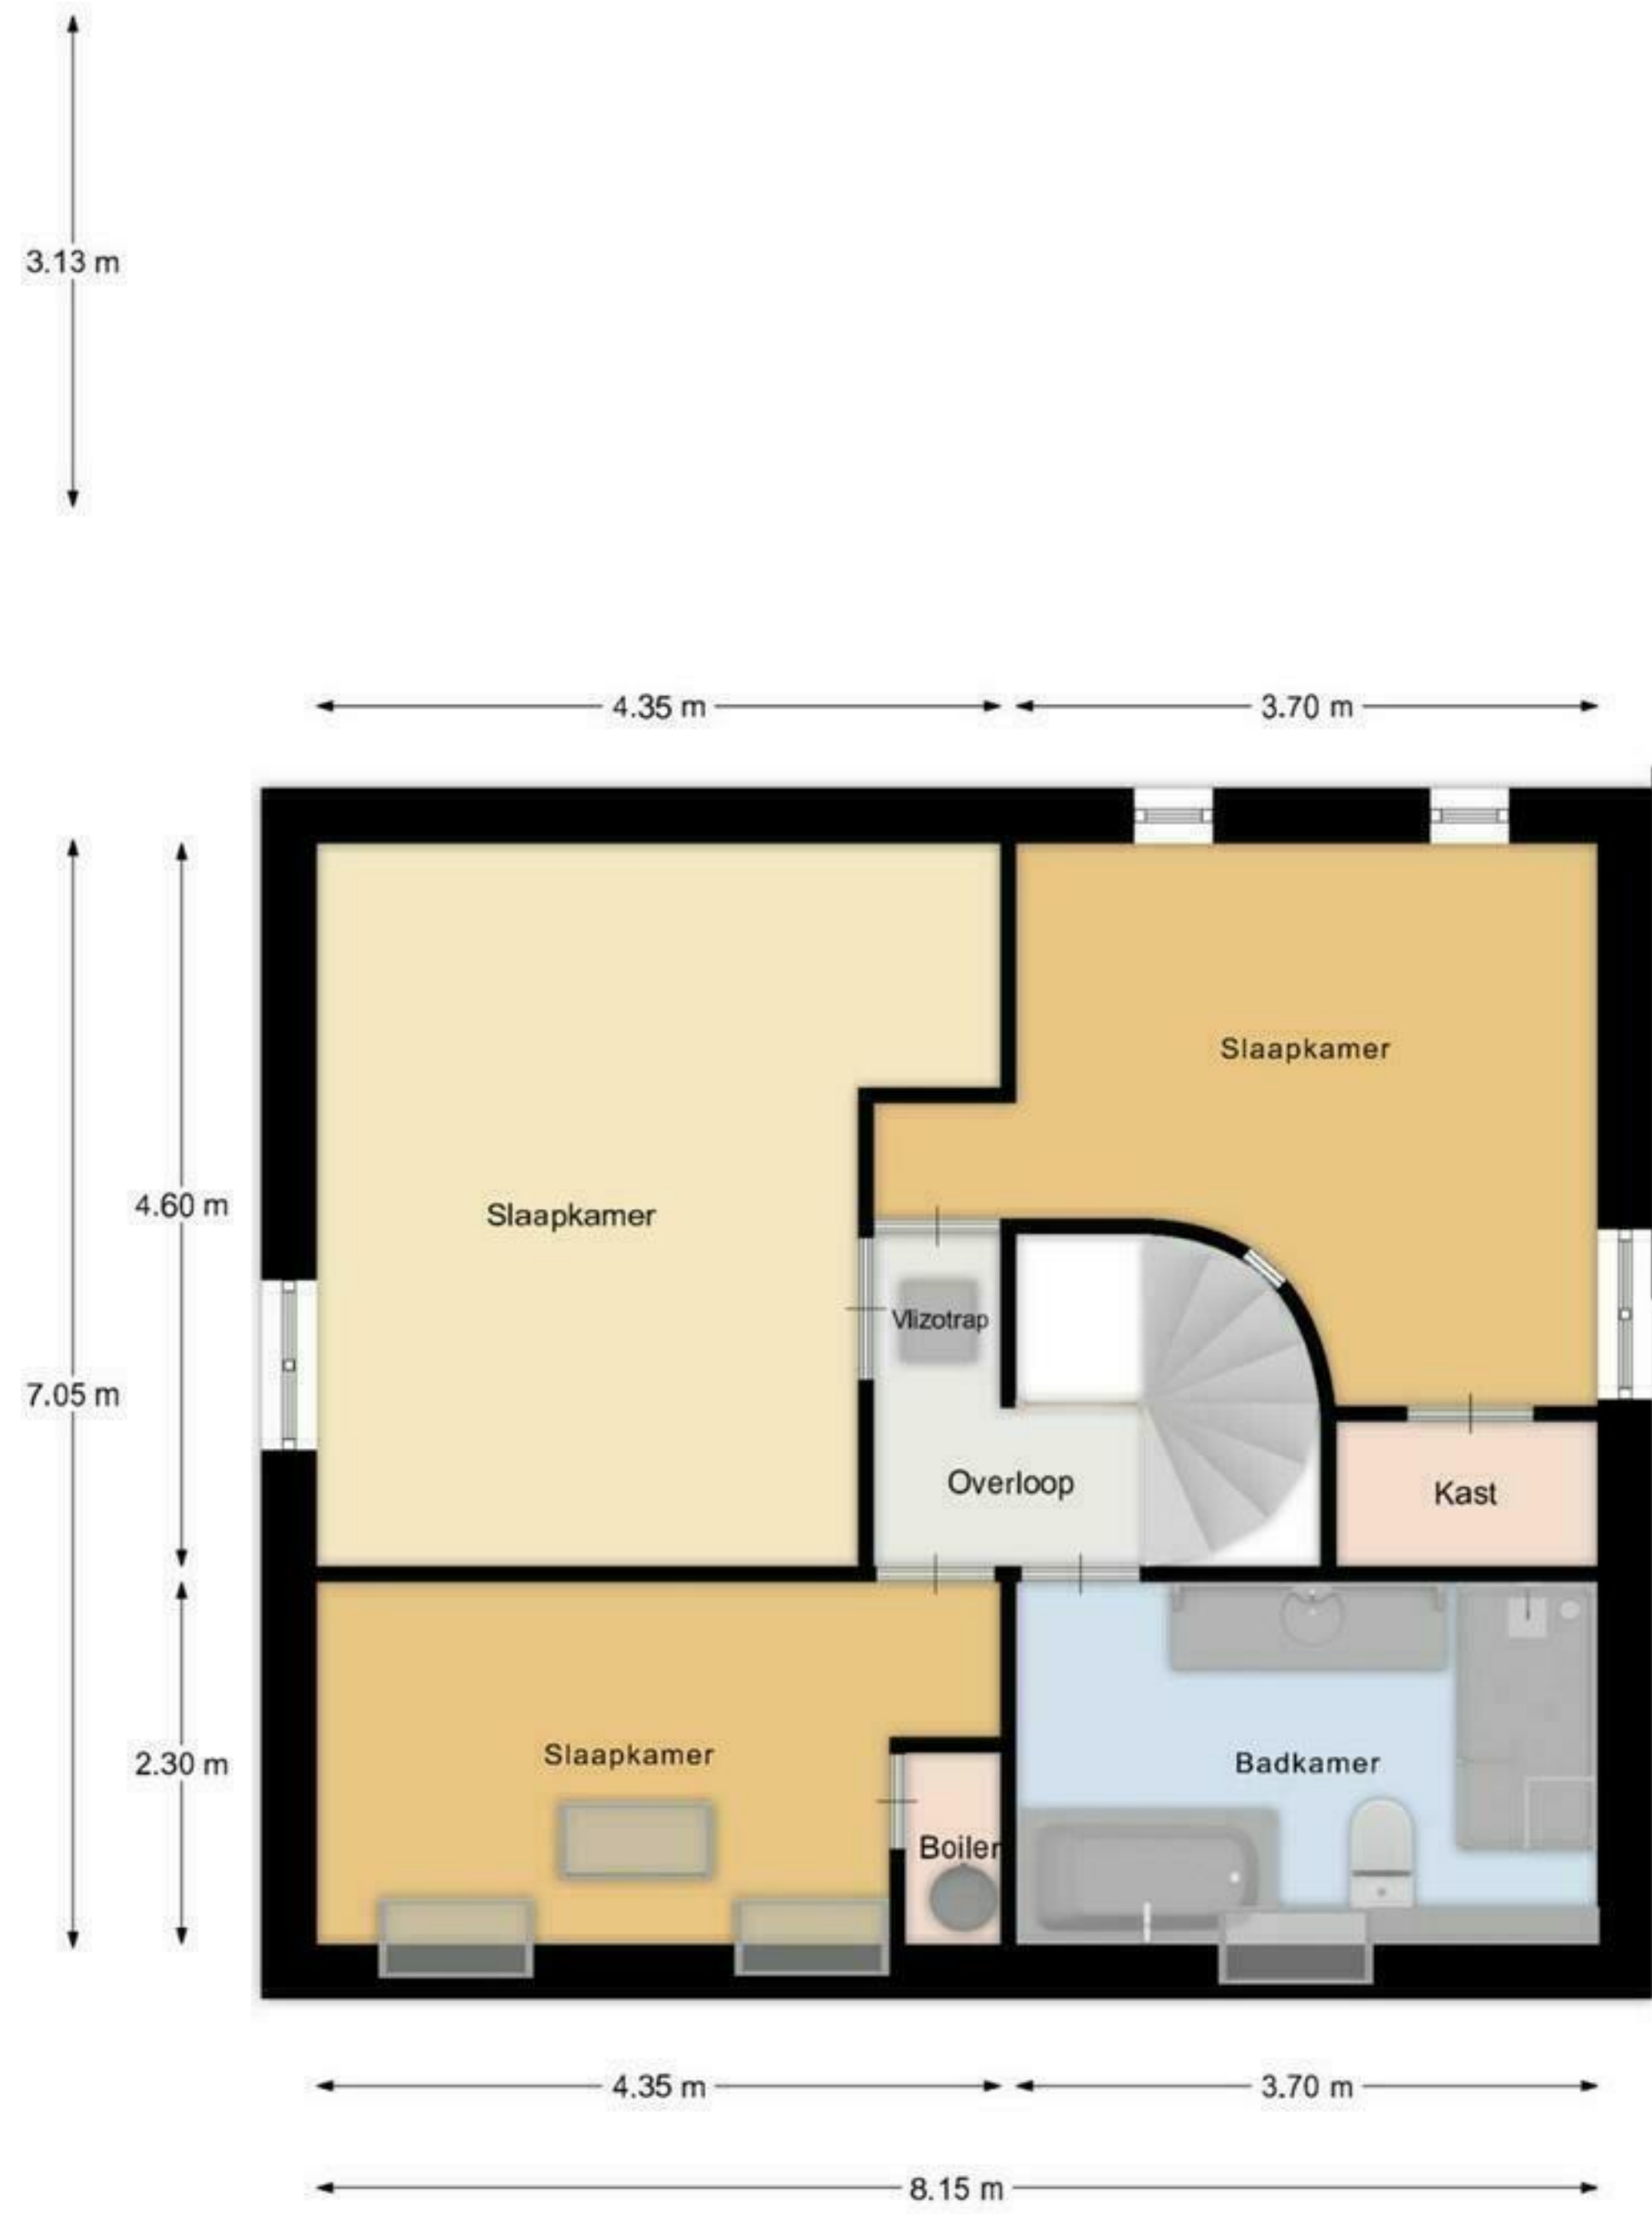 3.13 m
4.35 m
3.70 m
Slaapkamer
4.60 m
Slaapkamer
Vlizotrap
7.05 m
Overloop
Kast
2.30 m
Slaapkamer
Badkamer
Boiler
4.35 m
3.70 m
8.15 m